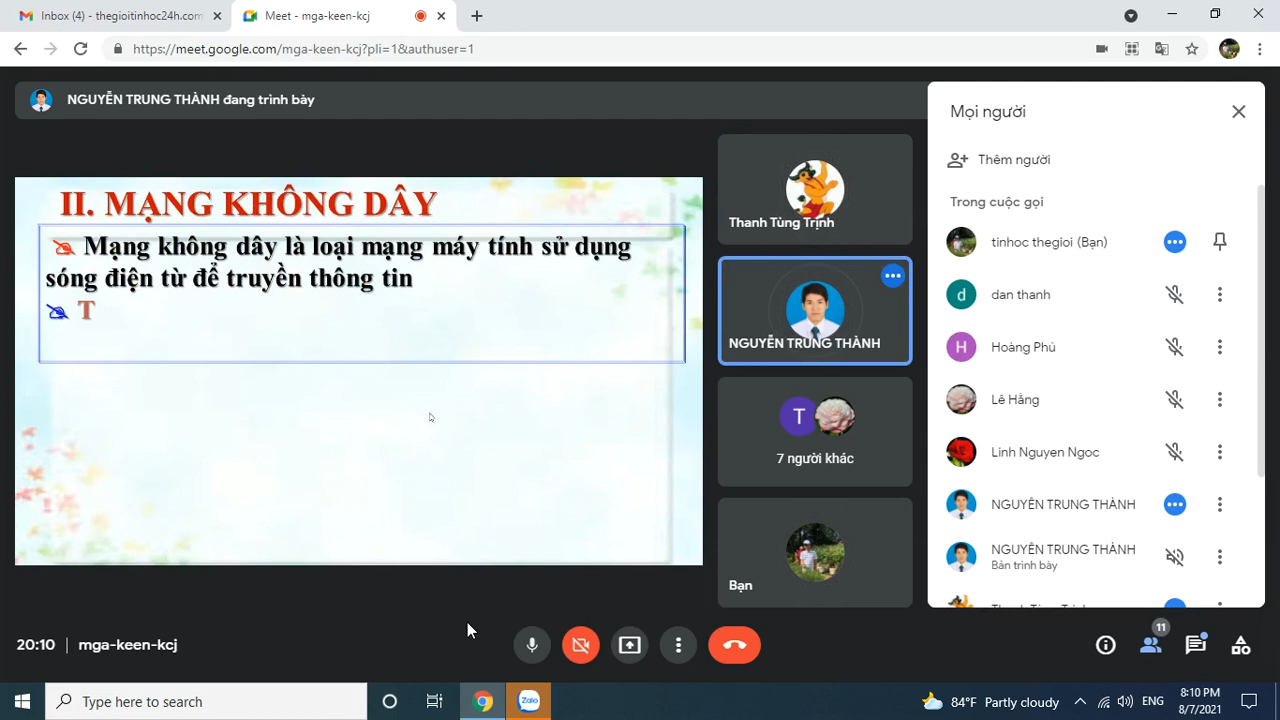 Inbox (4) - thegioitinhoc24h.com
Meet - mga-keen-kcj
https://meet.google.com/mga-keen-kcj?pli=1&authuser=1
NGUYỄN TRUNG THÀNH đang trình bày
II. MẠNG KHÔNG DÂY
Mạng không dây là loại mạng máy tính sử dụng
sóng điện từ để truyền thông tin
T
Thanh Tùng Trịnh
NGUYỄN TRUNG THÀNH
T
7 người khác
Bạn
Mọi người
Thêm người
Trong cuộc gọi
tinhoc thegioi (Bạn)
d
dan thanh
H
Hoàng Phú
Lê Hằng
Linh Nguyen Ngoc
NGUYỄN TRUNG THÀNH
NGUYỄN TRUNG THÀNH
Bản trình bày
20:10
mga-keen-kcj
11
Type here to search
Zalo
84°F Partly cloudy
ENG
8:10 PM
8/7/2021